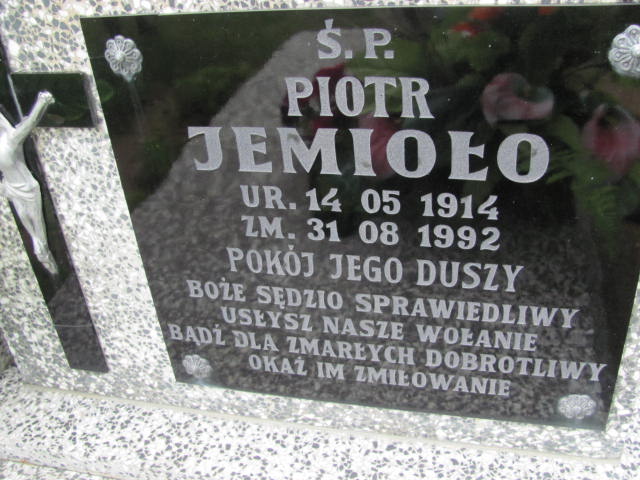 Ś. P.
PIOTR
JEMIOŁO
UR. 14 05 1914
ZM. 31 08 1992
POKÓJ JEGO DUSZY
BOŻE SĘDZIO SPRAWIEDLIWY
USŁYSZ NASZE WOŁANIE
BĄDŹ DLA ZMARŁYCH DOBROTLIWY
OKAŻ IM ZMIŁOWANIE